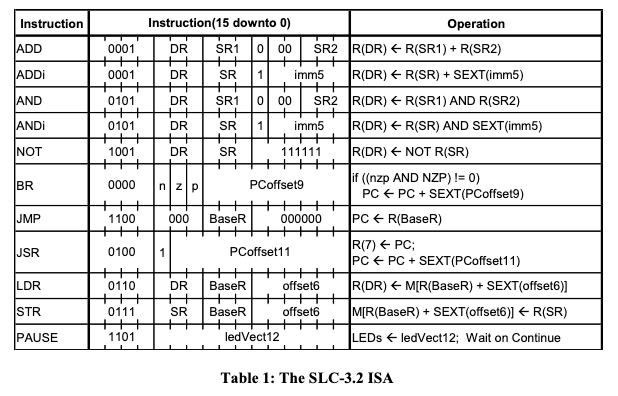 Instruction Instruction(15 downto 0) Operation
ADD 0001 DR SR1 0 00 SR2 R(DR) ← R(SR1) + R(SR2)
ADDi 0001 DR SR 1 imm5 R(DR) ← R(SR) + SEXT(imm5)
AND 0101 DR SR1 0 00 SR2 R(DR) ← R(SR1) AND R(SR2)
ANDi 0101 DR SR 1 imm5 R(DR) ← R(SR) AND SEXT(imm5)
NOT 1001 DR SR 111111 R(DR) ← NOT R(SR)
BR 0000 n z p PCoffset9 if ((nzp AND NZP) != 0)
PC ← PC + SEXT(PCoffset9)
JMP 1100 000 BaseR 000000 PC ← R(BaseR)
JSR 0100 1 PCoffset11 R(7) ← PC;
PC ← PC + SEXT(PCoffset11)
LDR 0110 DR BaseR offset6 R(DR) ← M[R(BaseR) + SEXT(offset6)]
STR 0111 SR BaseR offset6 M[R(BaseR) + SEXT(offset6)] ← R(SR)
PAUSE 1101 ledVect12 LEDs ← ledVect12; Wait on Continue
Table 1: The SLC-3.2 ISA